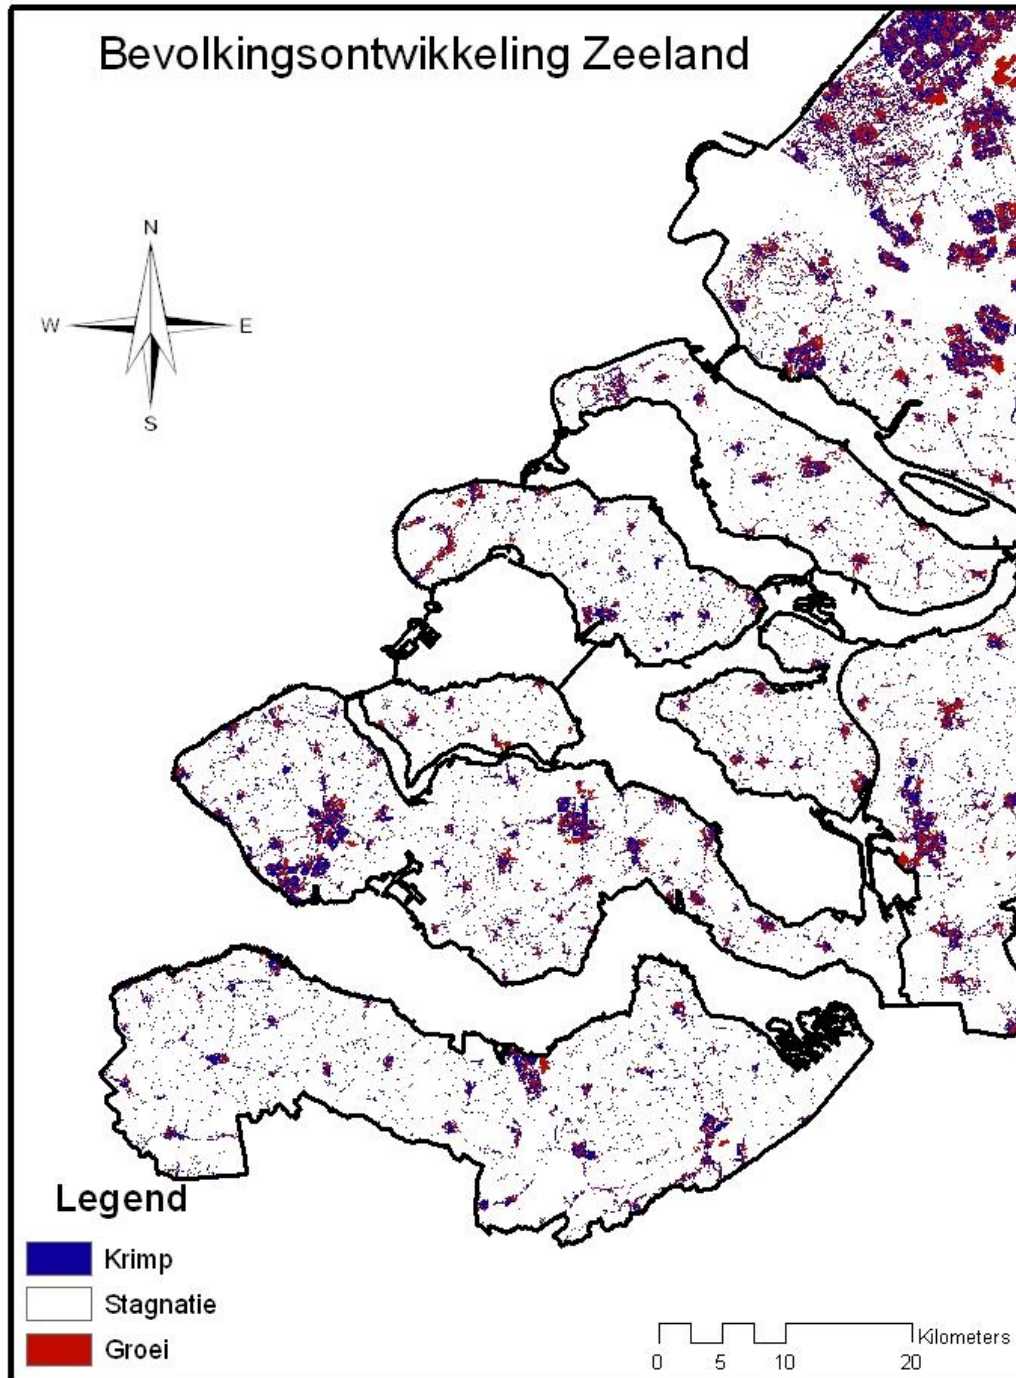 Bevolkingsontwikkeling Zeeland
N
W E
S
Legend
Krimp
Stagnatie
Groei
Kilometers
0 5 10 20